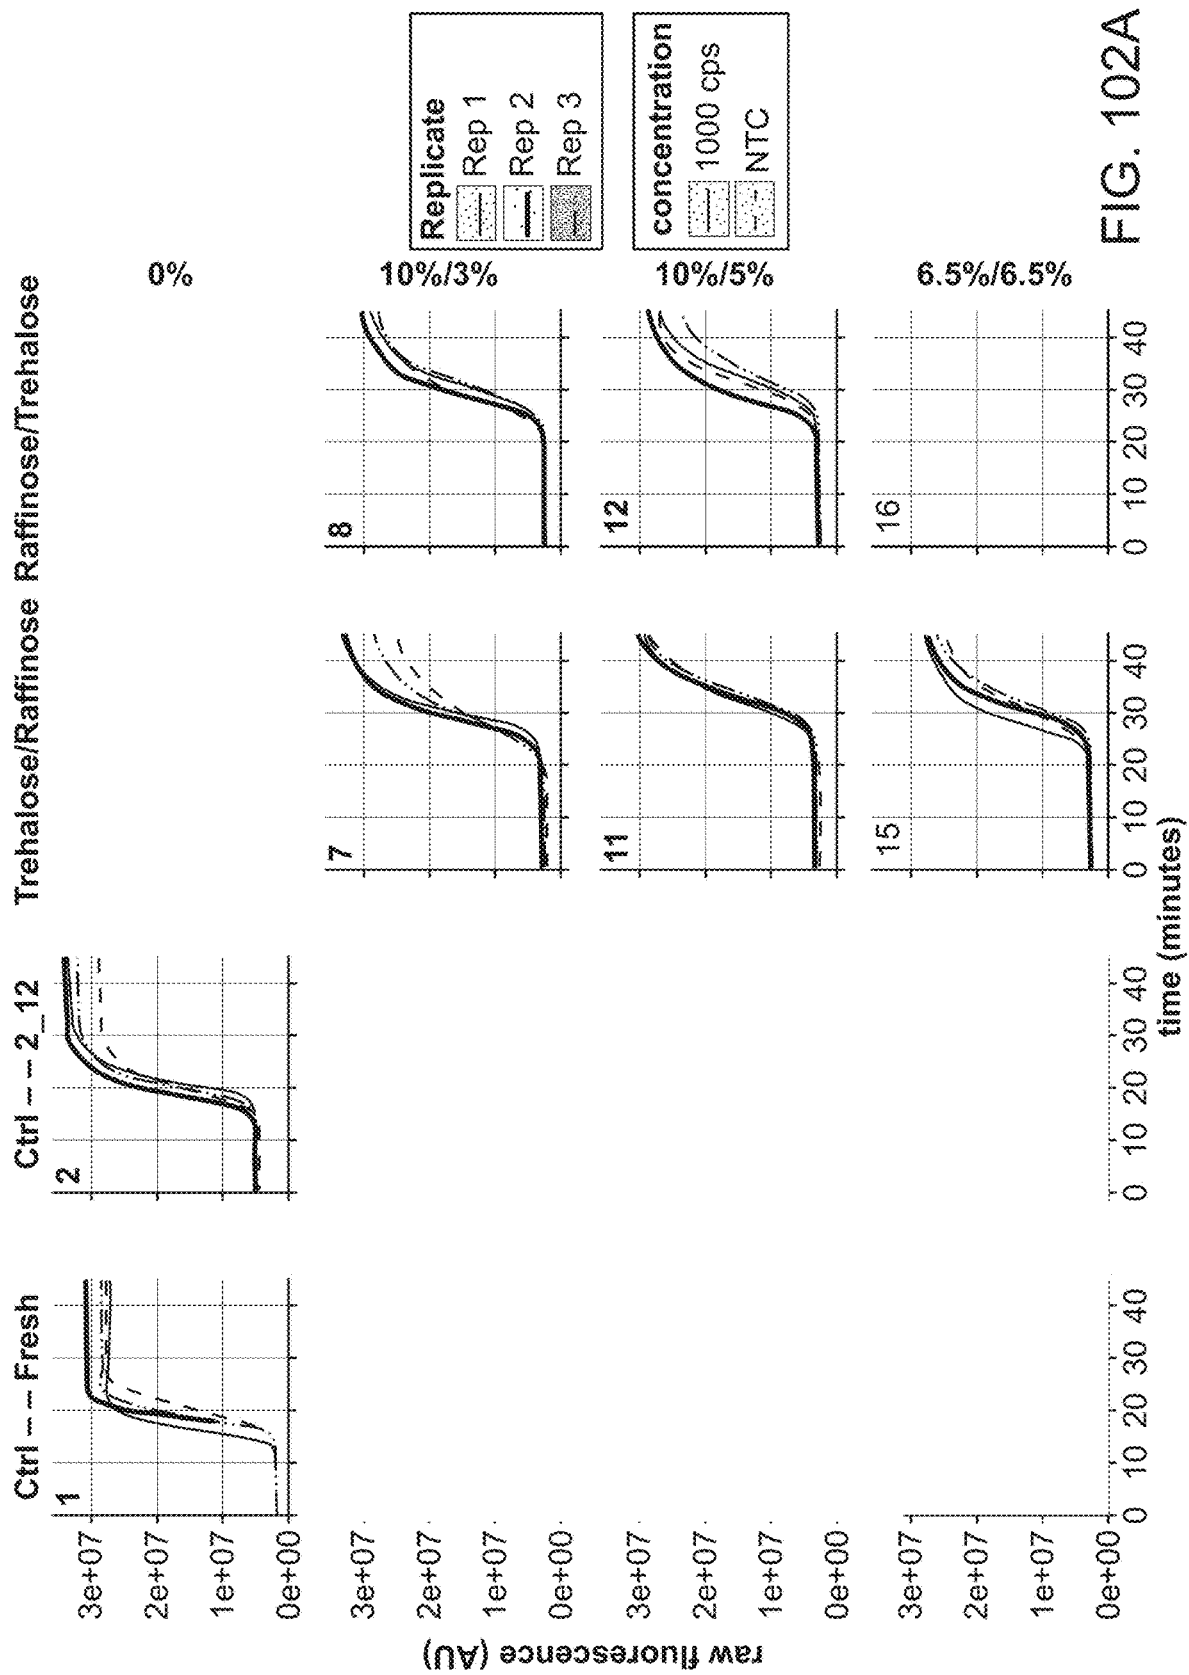 Ctrl – – Fresh
Ctrl – – 2_12
Trehalose/Raffinose
Raffinose/Trehalose
1
2
0%
3e+07
2e+07
1e+07
0e+00
7
8
10%/3%
3e+07
2e+07
1e+07
0e+00
11
12
10%/5%
3e+07
2e+07
1e+07
0e+00
15
16
6.5%/6.5%
3e+07
2e+07
1e+07
0e+00
0 10 20 30 40
0 10 20 30 40
0 10 20 30 40
0 10 20 30 40
raw fluorescence (AU)
time (minutes)
Replicate
Rep 1
Rep 2
Rep 3
concentration
1000 cps
NTC
FIG. 102A